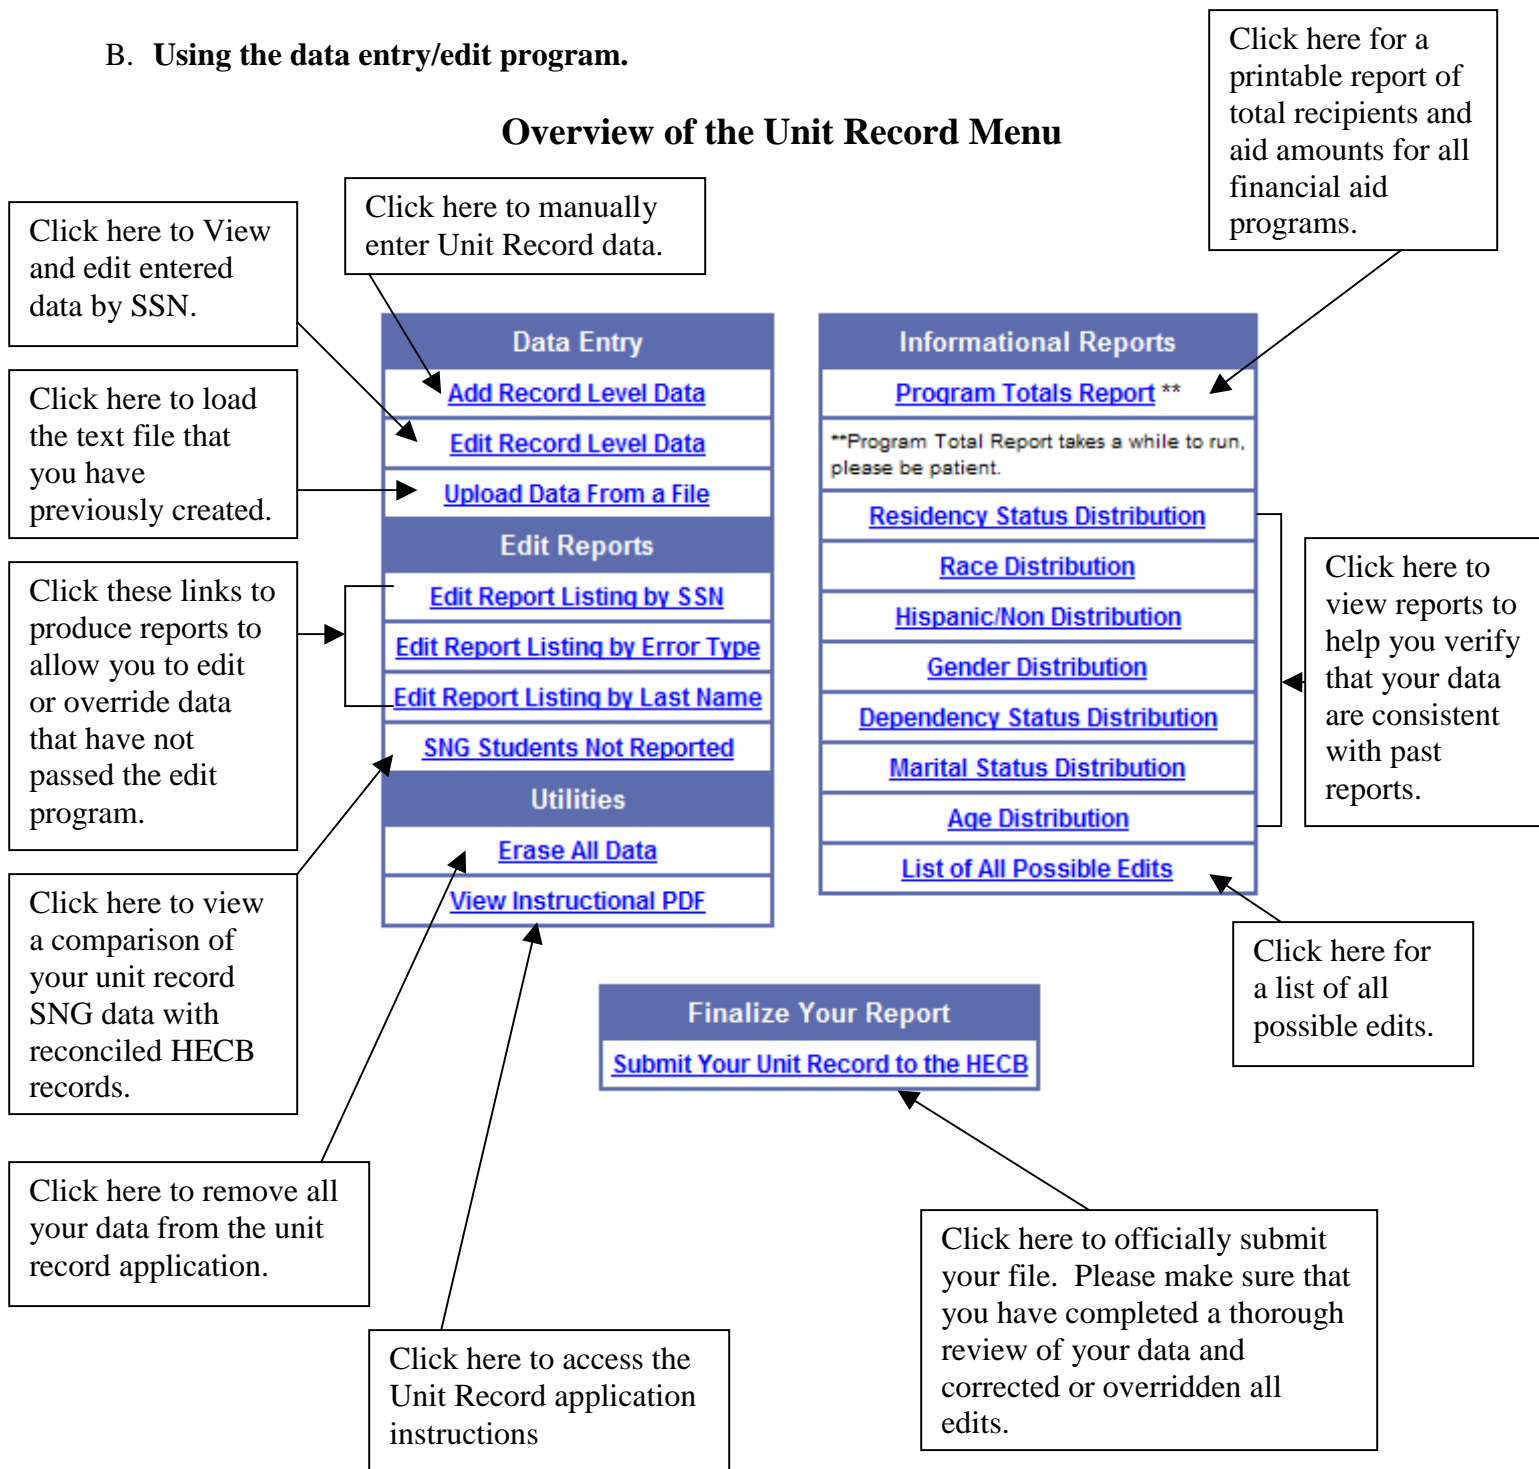 B. Using the data entry/edit program.
Overview of the Unit Record Menu
Click here for a
printable report of
total recipients and
aid amounts for all
financial aid
programs.
Click here to manually
enter Unit Record data.
Click here to View
and edit entered
data by SSN.
Click here to load
the text file that
you have
previously created.
Click these links to
produce reports to
allow you to edit
or override data
that have not
passed the edit
program.
Click here to view
a comparison of
your unit record
SNG data with
reconciled HECB
records.
Data Entry
Add Record Level Data
Edit Record Level Data
Upload Data From a File
Edit Reports
Edit Report Listing by SSN
Edit Report Listing by Error Type
Edit Report Listing by Last Name
SNG Students Not Reported
Utilities
Erase All Data
View Instructional PDF
Informational Reports
Program Totals Report **
**Program Total Report takes a while to run,
please be patient.
Residency Status Distribution
Race Distribution
Hispanic/Non Distribution
Gender Distribution
Dependency Status Distribution
Marital Status Distribution
Age Distribution
List of All Possible Edits
Click here to
view reports to
help you verify
that your data
are consistent
with past
reports.
Click here for
a list of all
possible edits.
Finalize Your Report
Submit Your Unit Record to the HECB
Click here to remove all
your data from the unit
record application.
Click here to access the
Unit Record application
instructions
Click here to officially submit
your file.  Please make sure that
you have completed a thorough
review of your data and
corrected or overridden all
edits.